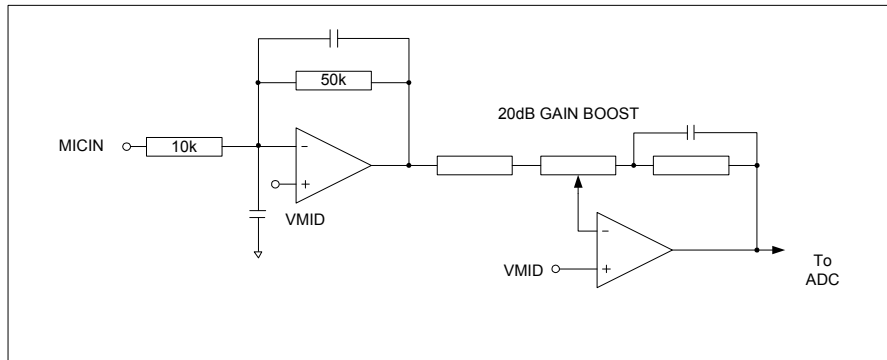 50k
20dB GAIN BOOST
MICIN
10k
−
+
VMID
−
+
VMID
To
ADC